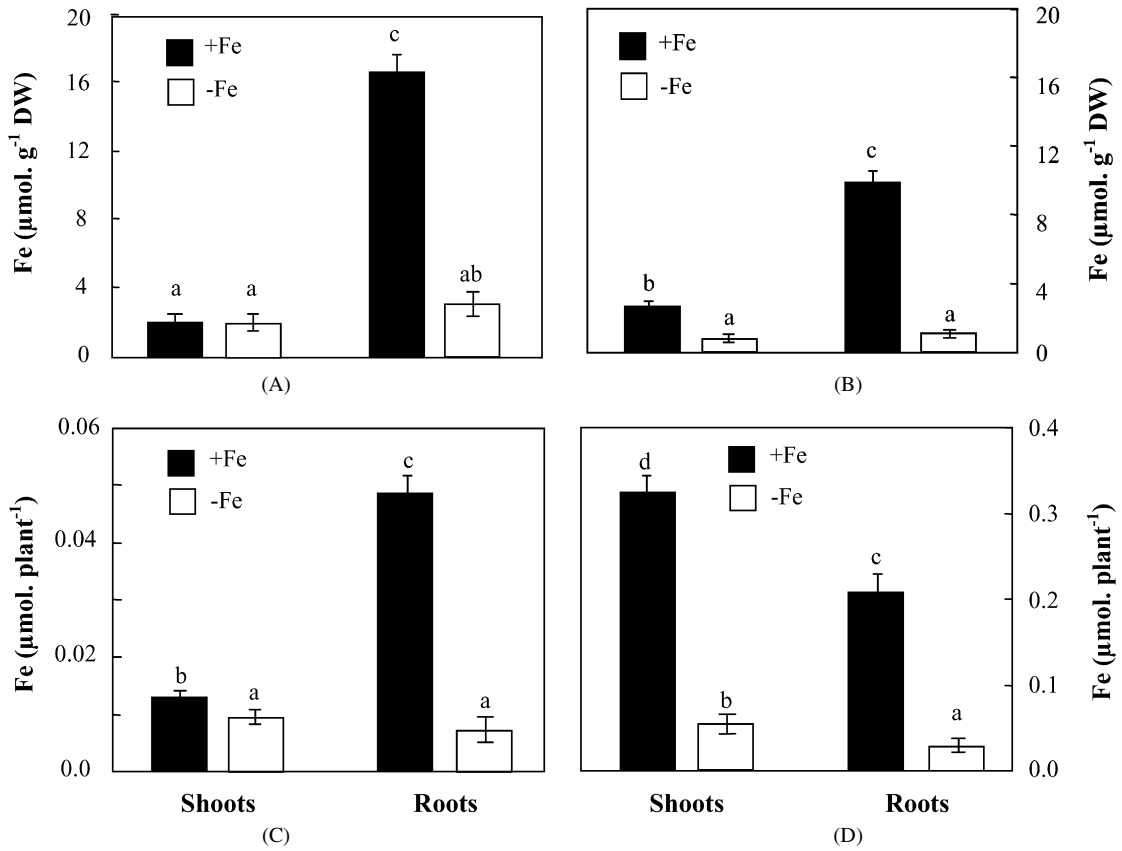 20
16
12
8
4
0
Fe (µmol. g-1 DW)
+Fe
-Fe
a
a
c
ab
(A)
+Fe
-Fe
b
a
c
a
20
16
12
8
4
0
Fe (µmol. g-1 DW)
(B)
0.06
0.04
0.02
0.0
Fe (µmol. plant-1)
+Fe
-Fe
b
a
c
a
Shoots
Roots
(C)
+Fe
-Fe
d
b
c
a
0.4
0.3
0.2
0.1
0.0
Fe (µmol. plant-1)
Shoots
Roots
(D)